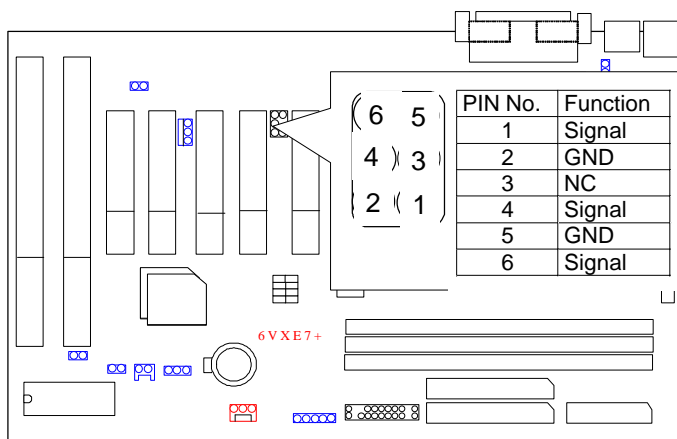 6 5
4 3
2 1
PIN No. Function
1 Signal
2 GND
3 NC
4 Signal
5 GND
6 Signal
6VXE7+